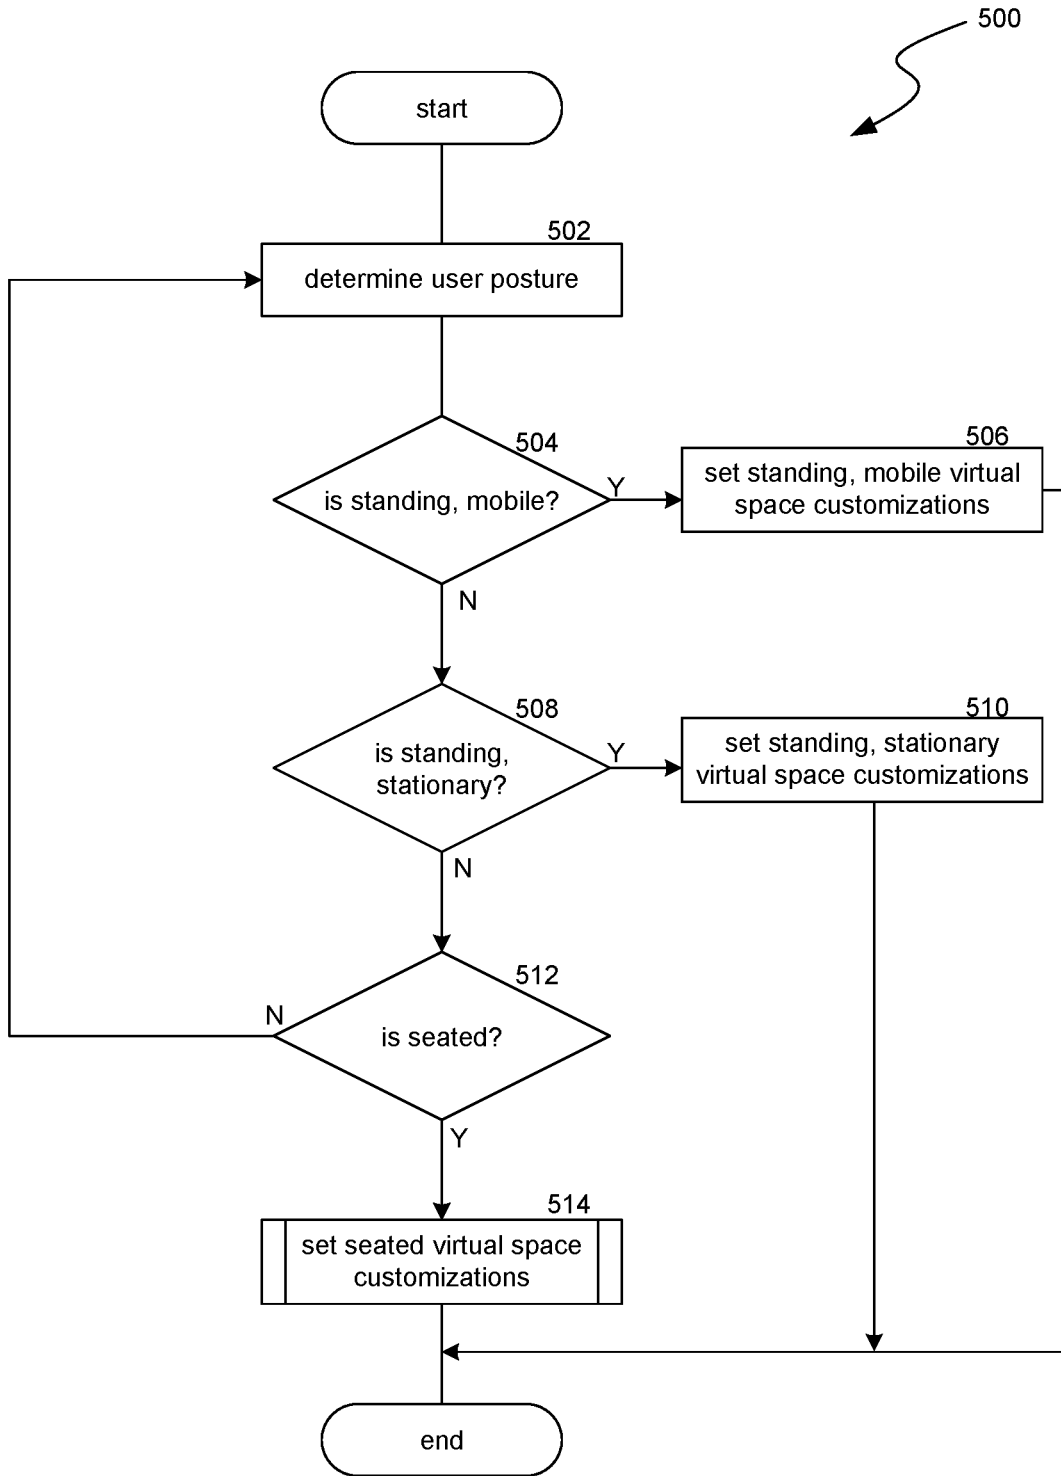 500
start
502
determine user posture
504
is standing, mobile?
Y
506
set standing, mobile virtual
space customizations
N
508
is standing,
stationary?
Y
510
set standing, stationary
virtual space customizations
N
512
is seated?
N
Y
514
set seated virtual space
customizations
end